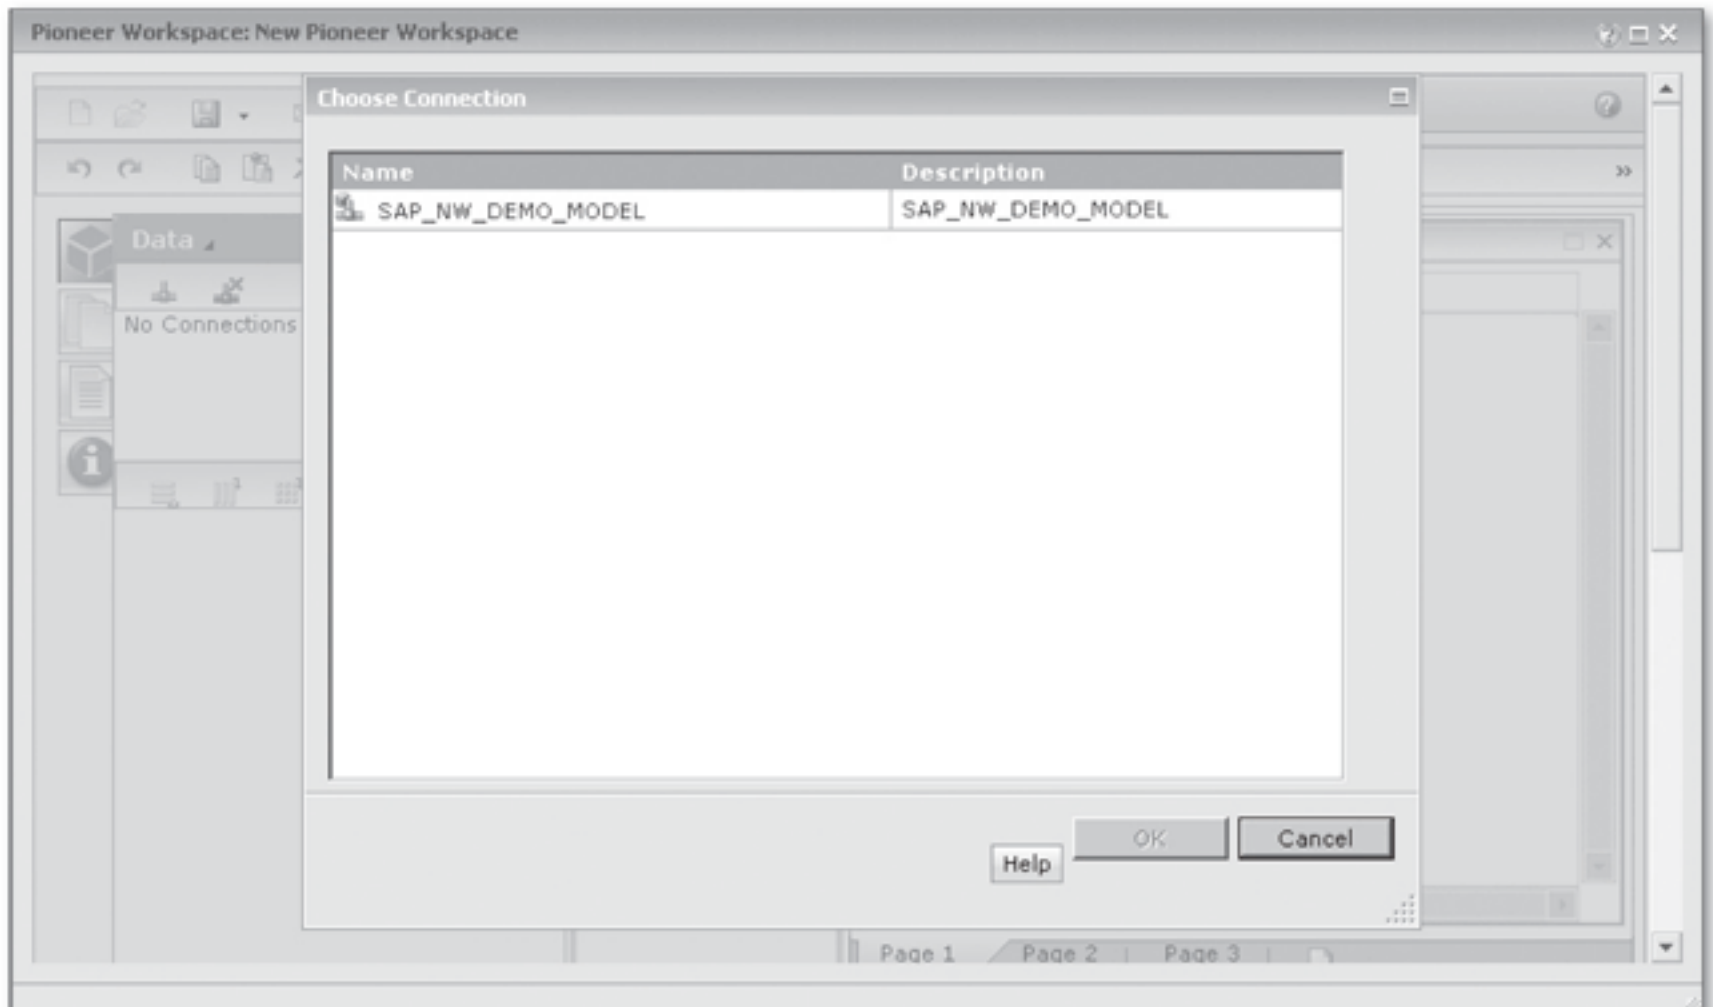 Pioneer Workspace: New Pioneer Workspace
Choose Connection
Name Description
SAP_NW_DEMO_MODEL SAP_NW_DEMO_MODEL
Data
No Connections
OK Cancel
Help
Page 1 Page 2 Page 3